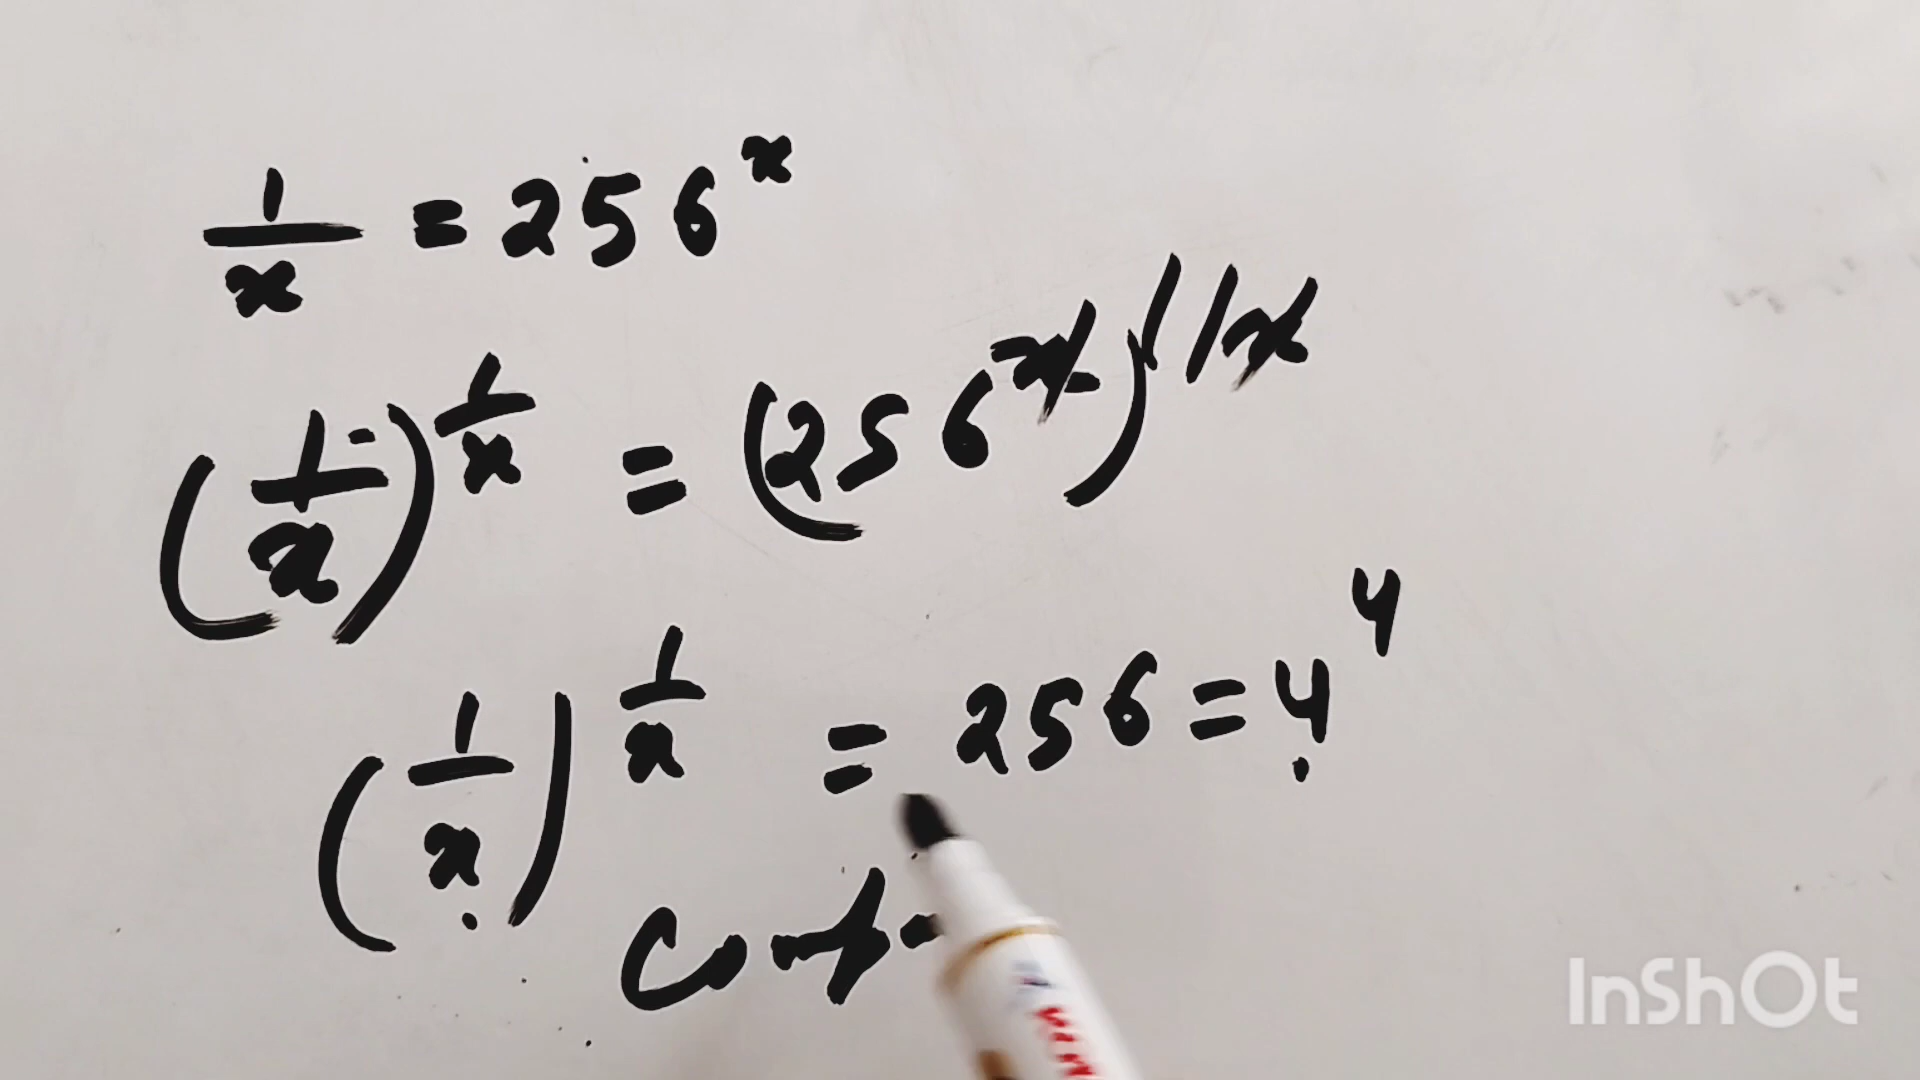 1/x = 256^x
(1/x)^(1/x) = (256^x)^(1/x)
(1/x)^(1/x) = 256 = 4^4
InShOt